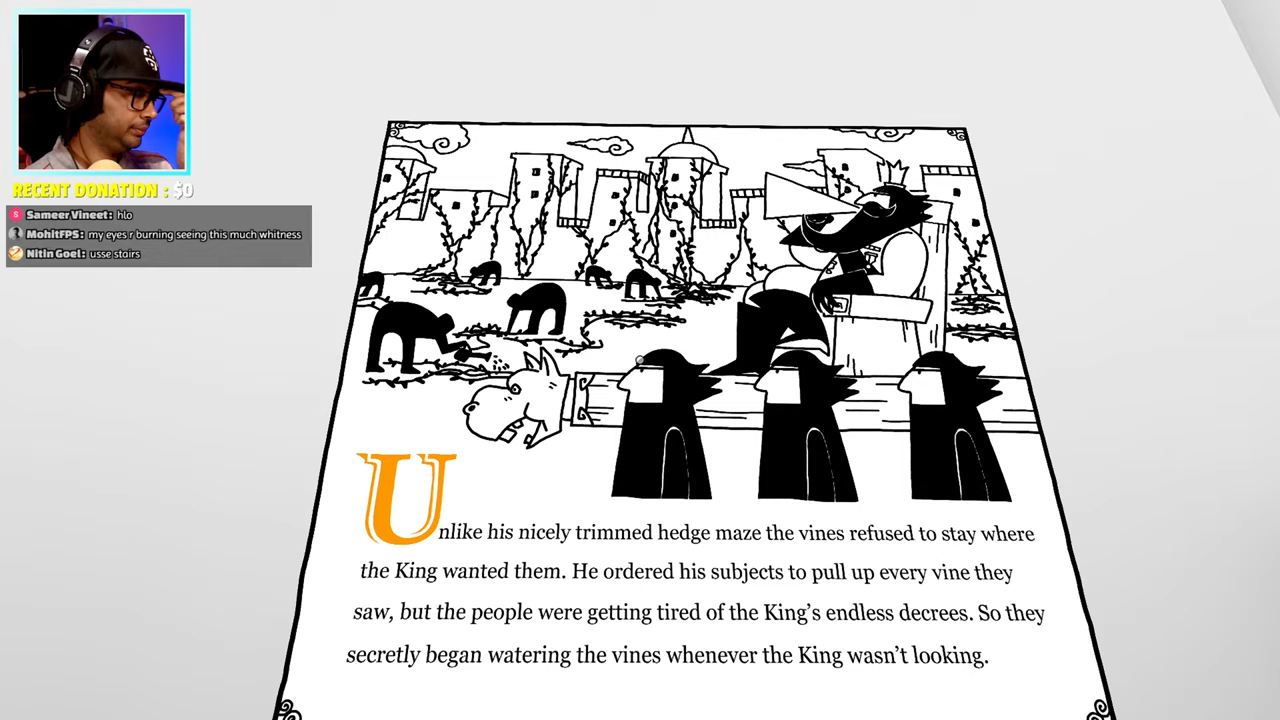 RECENT DONATION : $0
Sameer Vineet: hlo
MohitFPS: my eyes r burning seeing this much whitness
Nitin Goel: usse stairs
Unlike his nicely trimmed hedge maze the vines refused to stay where
the King wanted them. He ordered his subjects to pull up every vine they
saw, but the people were getting tired of the King's endless decrees. So they
secretly began watering the vines whenever the King wasn't looking.